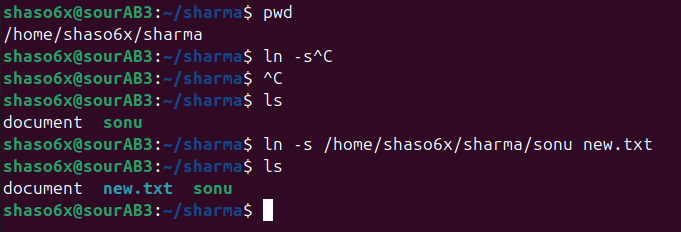 shaso6x@sourAB3:~/sharma$ pwd
/home/shaso6x/sharma
shaso6x@sourAB3:~/sharma$ ln -s^C
shaso6x@sourAB3:~/sharma$ ^C
shaso6x@sourAB3:~/sharma$ ls
document  sonu
shaso6x@sourAB3:~/sharma$ ln -s /home/shaso6x/sharma/sonu new.txt
shaso6x@sourAB3:~/sharma$ ls
document  new.txt  sonu
shaso6x@sourAB3:~/sharma$